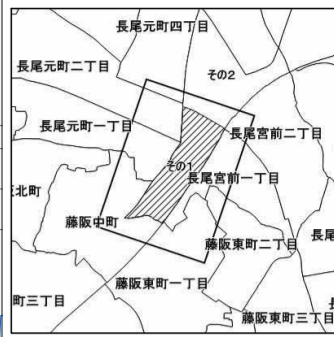 長尾元町四丁目
その2
長尾元町二丁目
長尾元町一丁目
長尾宮前二丁目
その1
長尾宮前一丁目
北町
藤阪中町
藤阪東町二丁目
長尾
藤阪東町一丁目
町三丁目
藤阪東町三丁目